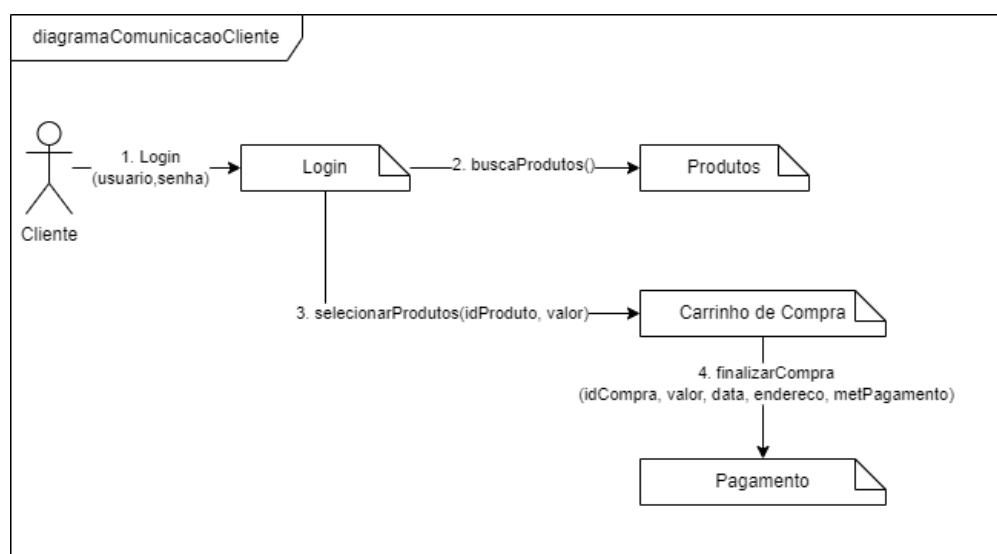 diagramaComunicacaoCliente
1. Login
(usuario,senha)
Login
2. buscaProdutos()
Produtos
Cliente
3. selecionarProdutos(idProduto, valor)
Carrinho de Compra
4. finalizarCompra
(idCompra, valor, data, endereco, metPagamento)
Pagamento